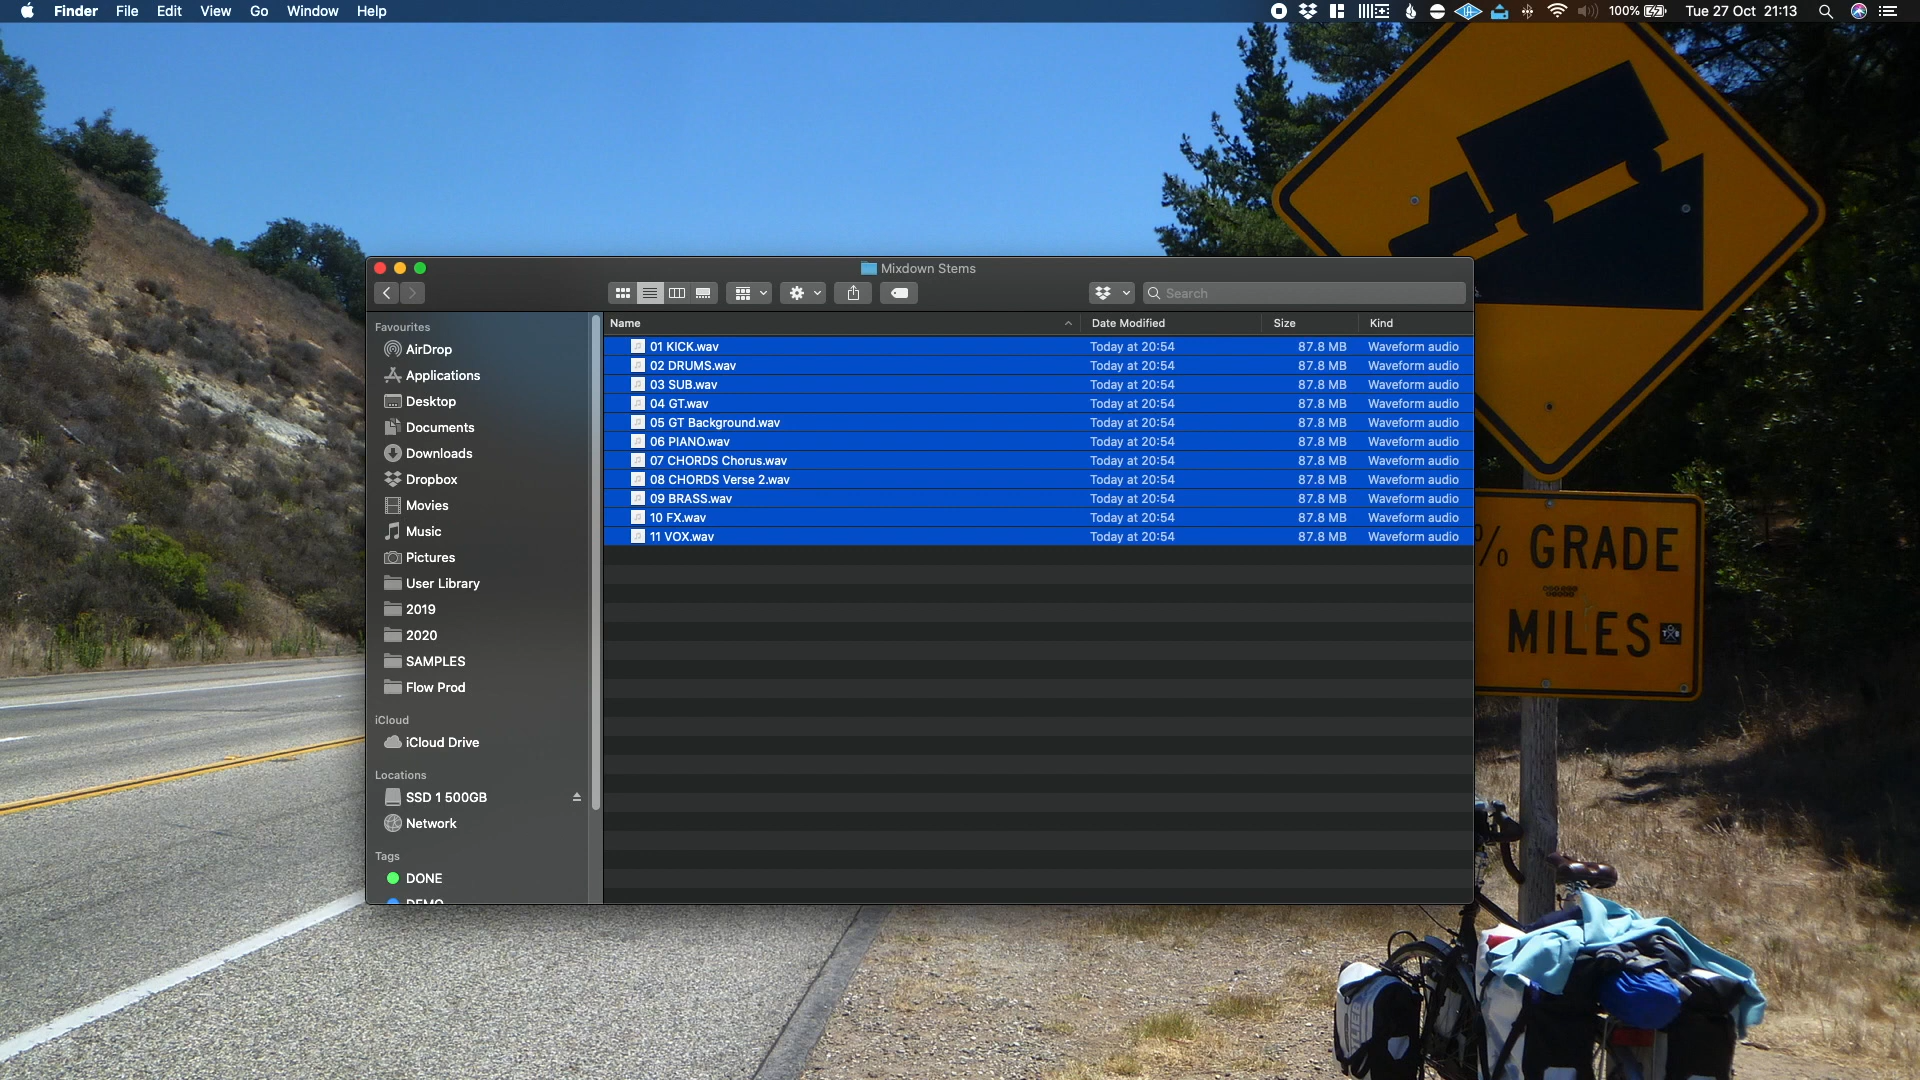 Finder File Edit View Go Window Help 100% Tue 27 Oct 21:13
Mixdown Stems
Search
Favourites
AirDrop
Applications
Desktop
Documents
Downloads
Dropbox
Movies
Music
Pictures
User Library
2019
2020
SAMPLES
Flow Prod
iCloud
iCloud Drive
Locations
SSD 1 500GB
Network
Tags
DONE
DEMO
Name Date Modified Size Kind
01 KICK.wav Today at 20:54 87.8 MB Waveform audio
02 DRUMS.wav Today at 20:54 87.8 MB Waveform audio
03 SUB.wav Today at 20:54 87.8 MB Waveform audio
04 GT.wav Today at 20:54 87.8 MB Waveform audio
05 GT Background.wav Today at 20:54 87.8 MB Waveform audio
06 PIANO.wav Today at 20:54 87.8 MB Waveform audio
07 CHORDS Chorus.wav Today at 20:54 87.8 MB Waveform audio
08 CHORDS Verse 2.wav Today at 20:54 87.8 MB Waveform audio
09 BRASS.wav Today at 20:54 87.8 MB Waveform audio
10 FX.wav Today at 20:54 87.8 MB Waveform audio
11 VOX.wav Today at 20:54 87.8 MB Waveform audio
% GRADE
MILES